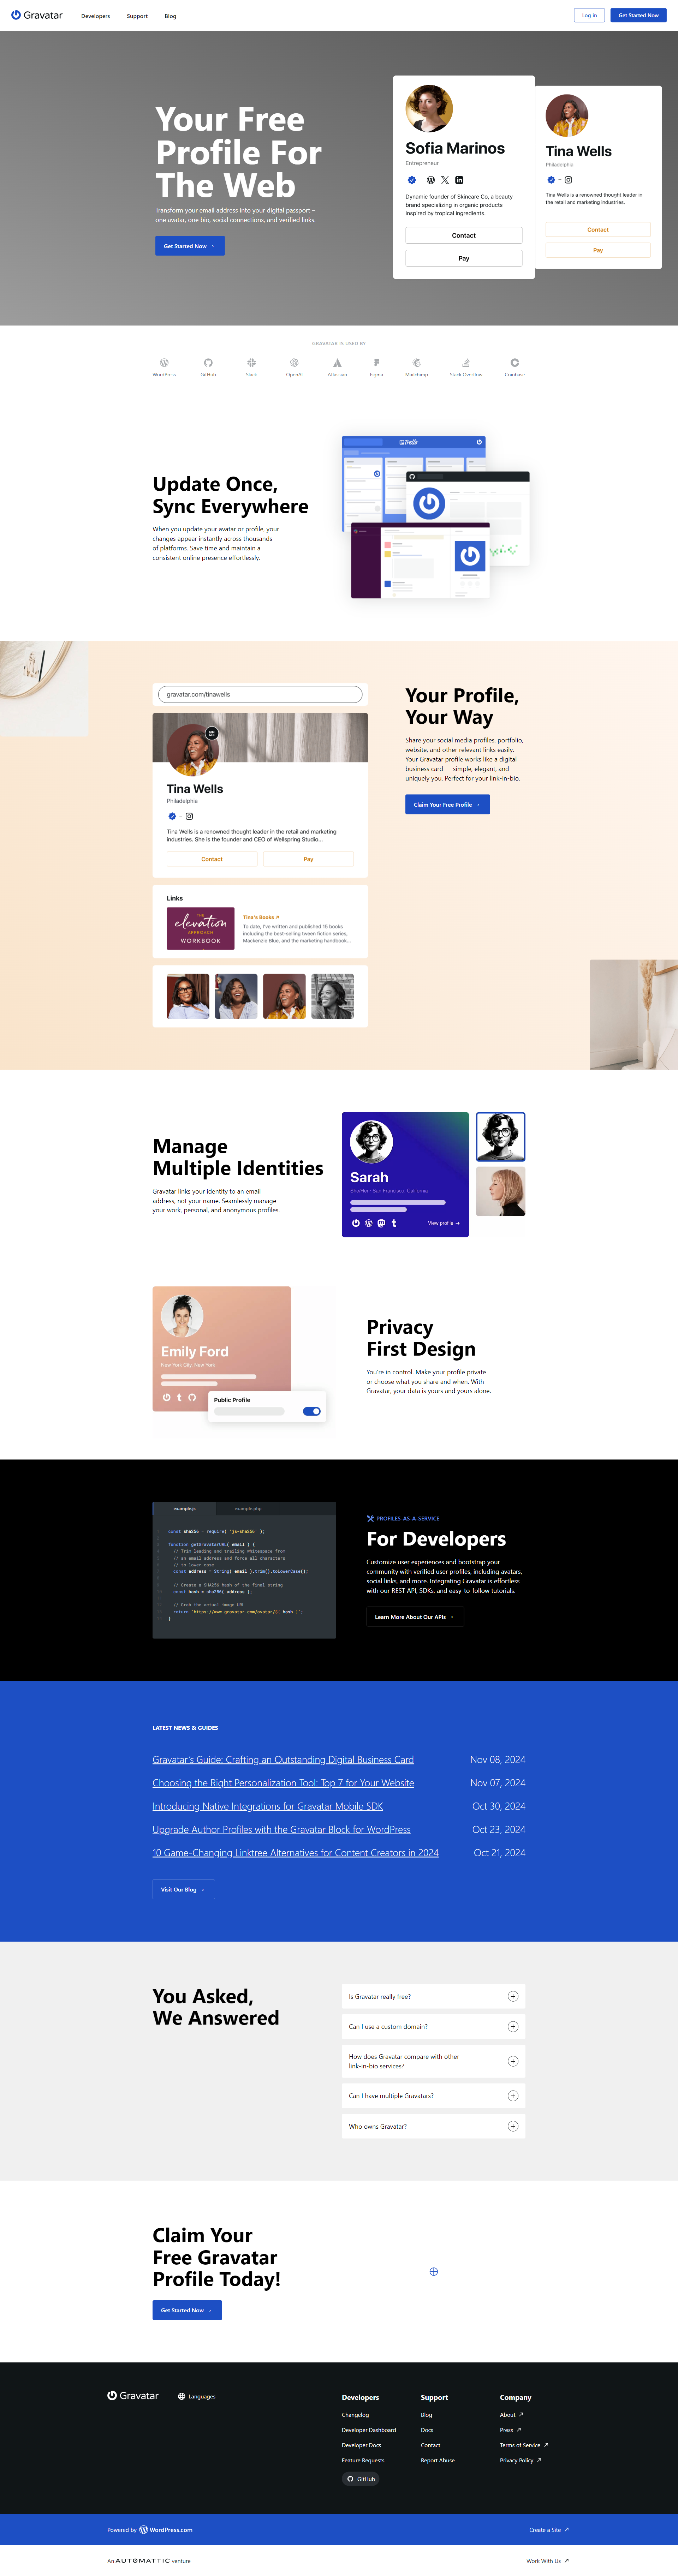 Gravatar
Developers
Support
Blog
Log In
Get Started Now
Your Free
Profile For
The Web
Transform your email address into your digital passport –
one avatar, one bio, social connections, and verified links.
Get Started Now
Sofia Marinos
Entrepreneur
Dynamic founder of Skincare Co, a beauty
brand specializing in organic products
inspired by tropical ingredients.
Contact
Pay
Tina Wells
Philadelphia
Tina Wells is a renowned thought leader in
the retail and marketing industries.
Contact
Pay
GRAVATAR IS USED BY
WordPress
GitHub
Slack
OpenAI
Atlassian
Figma
Mailchimp
Stack Overflow
Coinbase
Update Once,
Sync Everywhere
When you update your avatar or profile, your
changes appear instantly across thousands
of platforms. Save time and maintain a
consistent online presence effortlessly.
Trello
gravatar.com/tinawells
Tina Wells
Philadelphia
Tina Wells is a renowned thought leader in the retail and marketing
industries. She is the founder and CEO of Wellspring Studio...
Contact
Pay
Links
THE
elevation
APPROACH
WORKBOOK
Tina's Books ↗
To date, I've written and published 15 books
including the best-selling tween fiction series,
Mackenzie Blue, and the marketing handbook...
Your Profile,
Your Way
Share your social media profiles, portfolio,
website, and other relevant links easily.
Your Gravatar profile works like a digital
business card — simple, elegant, and
uniquely you. Perfect for your link-in-bio.
Claim Your Free Profile
Manage
Multiple Identities
Gravatar links your identity to an email
address, not your name. Seamlessly manage
your work, personal, and anonymous profiles.
Sarah
She/Her · San Francisco, California
View profile →
Emily Ford
New York City, New York
Public Profile
Privacy
First Design
You're in control. Make your profile private
or choose what you share and when. With
Gravatar, your data is yours and yours alone.
example.js
example.php
const sha256 = require( 'js-sha256' );
function getGravatarURL( email ) {
// Trim leading and trailing whitespace from
// an email address and force all characters
// to lower case
const address = String( email ).trim().toLowerCase();
// Create a SHA256 hash of the final string
const hash = sha256( address );
// Grab the actual image URL
return `https://www.gravatar.com/avatar/${ hash }`;
}
PROFILES-AS-A-SERVICE
For Developers
Customize user experiences and bootstrap your
community with verified user profiles, including avatars,
social links, and more. Integrating Gravatar is effortless
with our REST API, SDKs, and easy-to-follow tutorials.
Learn More About Our APIs
LATEST NEWS & GUIDES
Gravatar's Guide: Crafting an Outstanding Digital Business Card
Nov 08, 2024
Choosing the Right Personalization Tool: Top 7 for Your Website
Nov 07, 2024
Introducing Native Integrations for Gravatar Mobile SDK
Oct 30, 2024
Upgrade Author Profiles with the Gravatar Block for WordPress
Oct 23, 2024
10 Game-Changing Linktree Alternatives for Content Creators in 2024
Oct 21, 2024
Visit Our Blog
You Asked,
We Answered
Is Gravatar really free?
Can I use a custom domain?
How does Gravatar compare with other
link-in-bio services?
Can I have multiple Gravatars?
Who owns Gravatar?
Claim Your
Free Gravatar
Profile Today!
Get Started Now
Gravatar
Languages
Developers
Changelog
Developer Dashboard
Developer Docs
Feature Requests
GitHub
Support
Blog
Docs
Contact
Report Abuse
Company
About ↗
Press ↗
Terms of Service ↗
Privacy Policy ↗
Powered by WordPress.com
Create a Site ↗
An AUTOMATTIC venture
Work With Us ↗